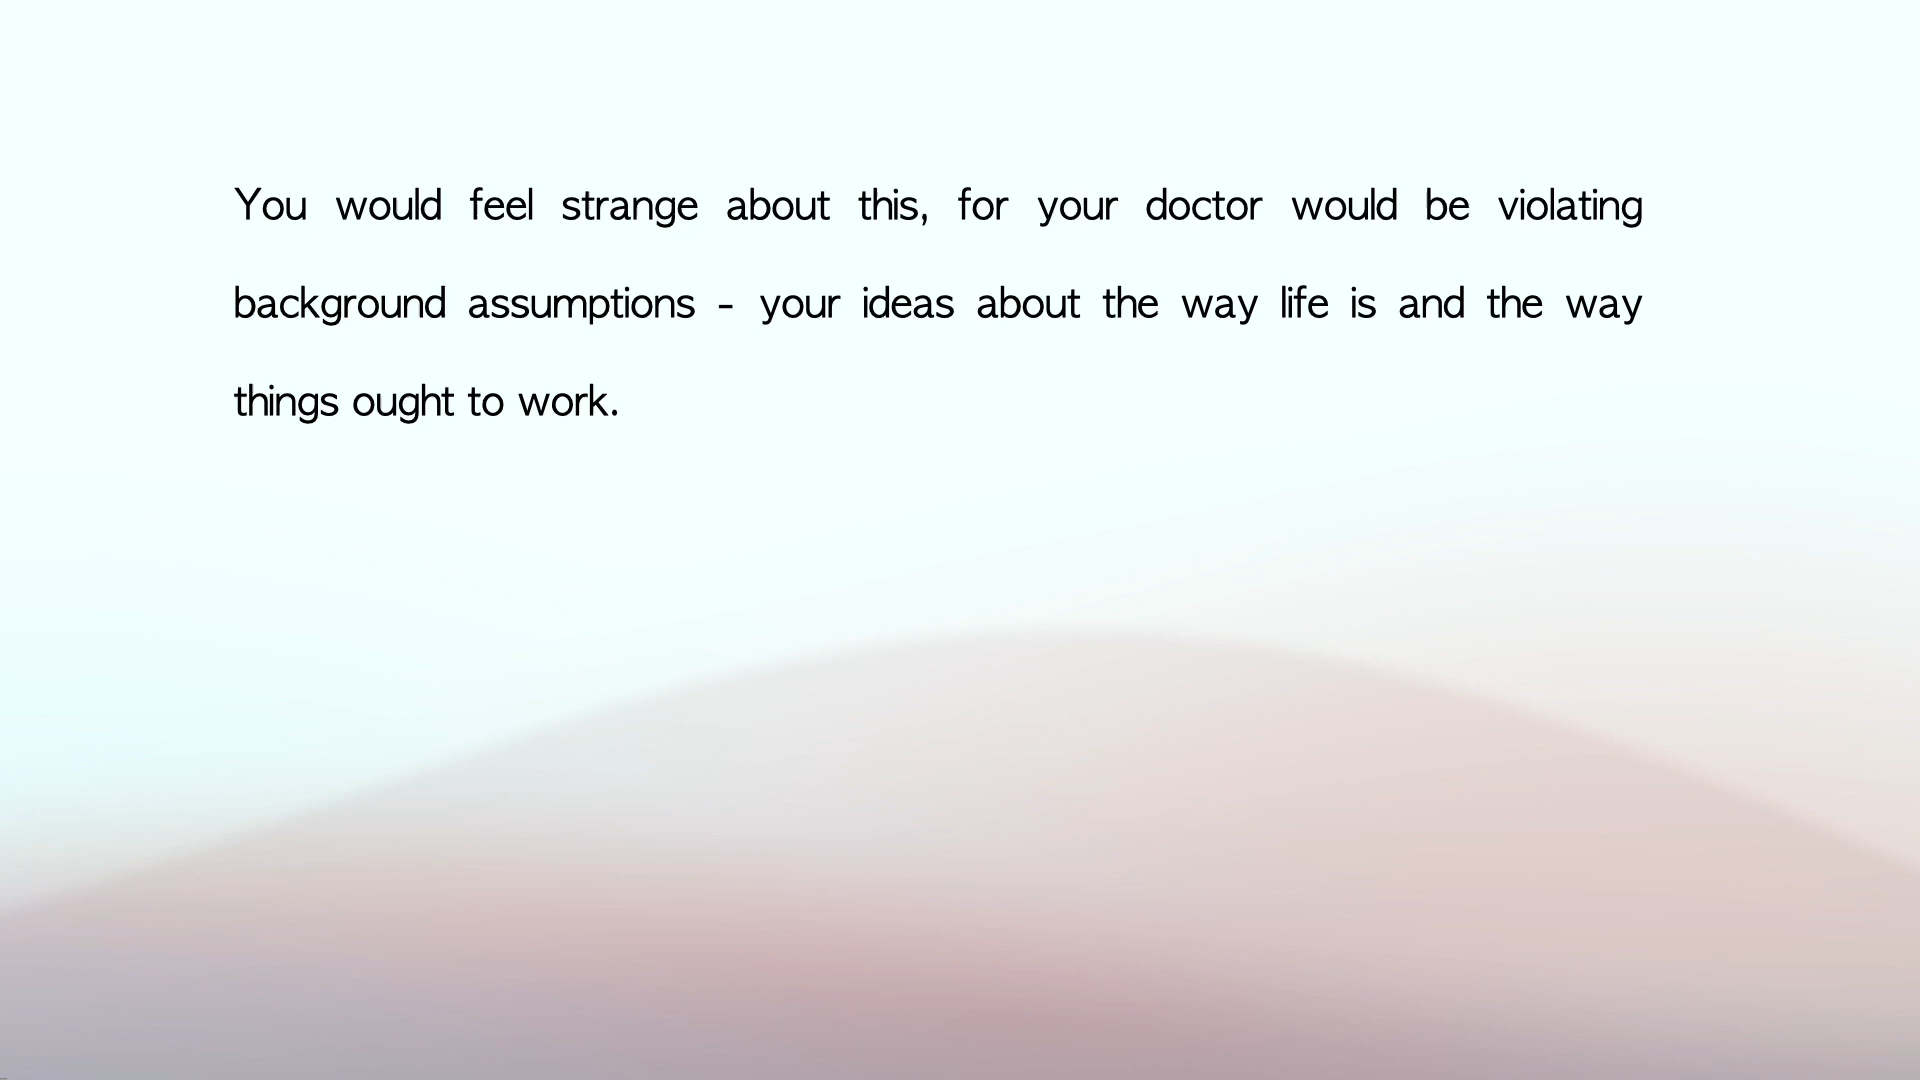 You would feel strange about this, for your doctor would be violating
background assumptions - your ideas about the way life is and the way
things ought to work.